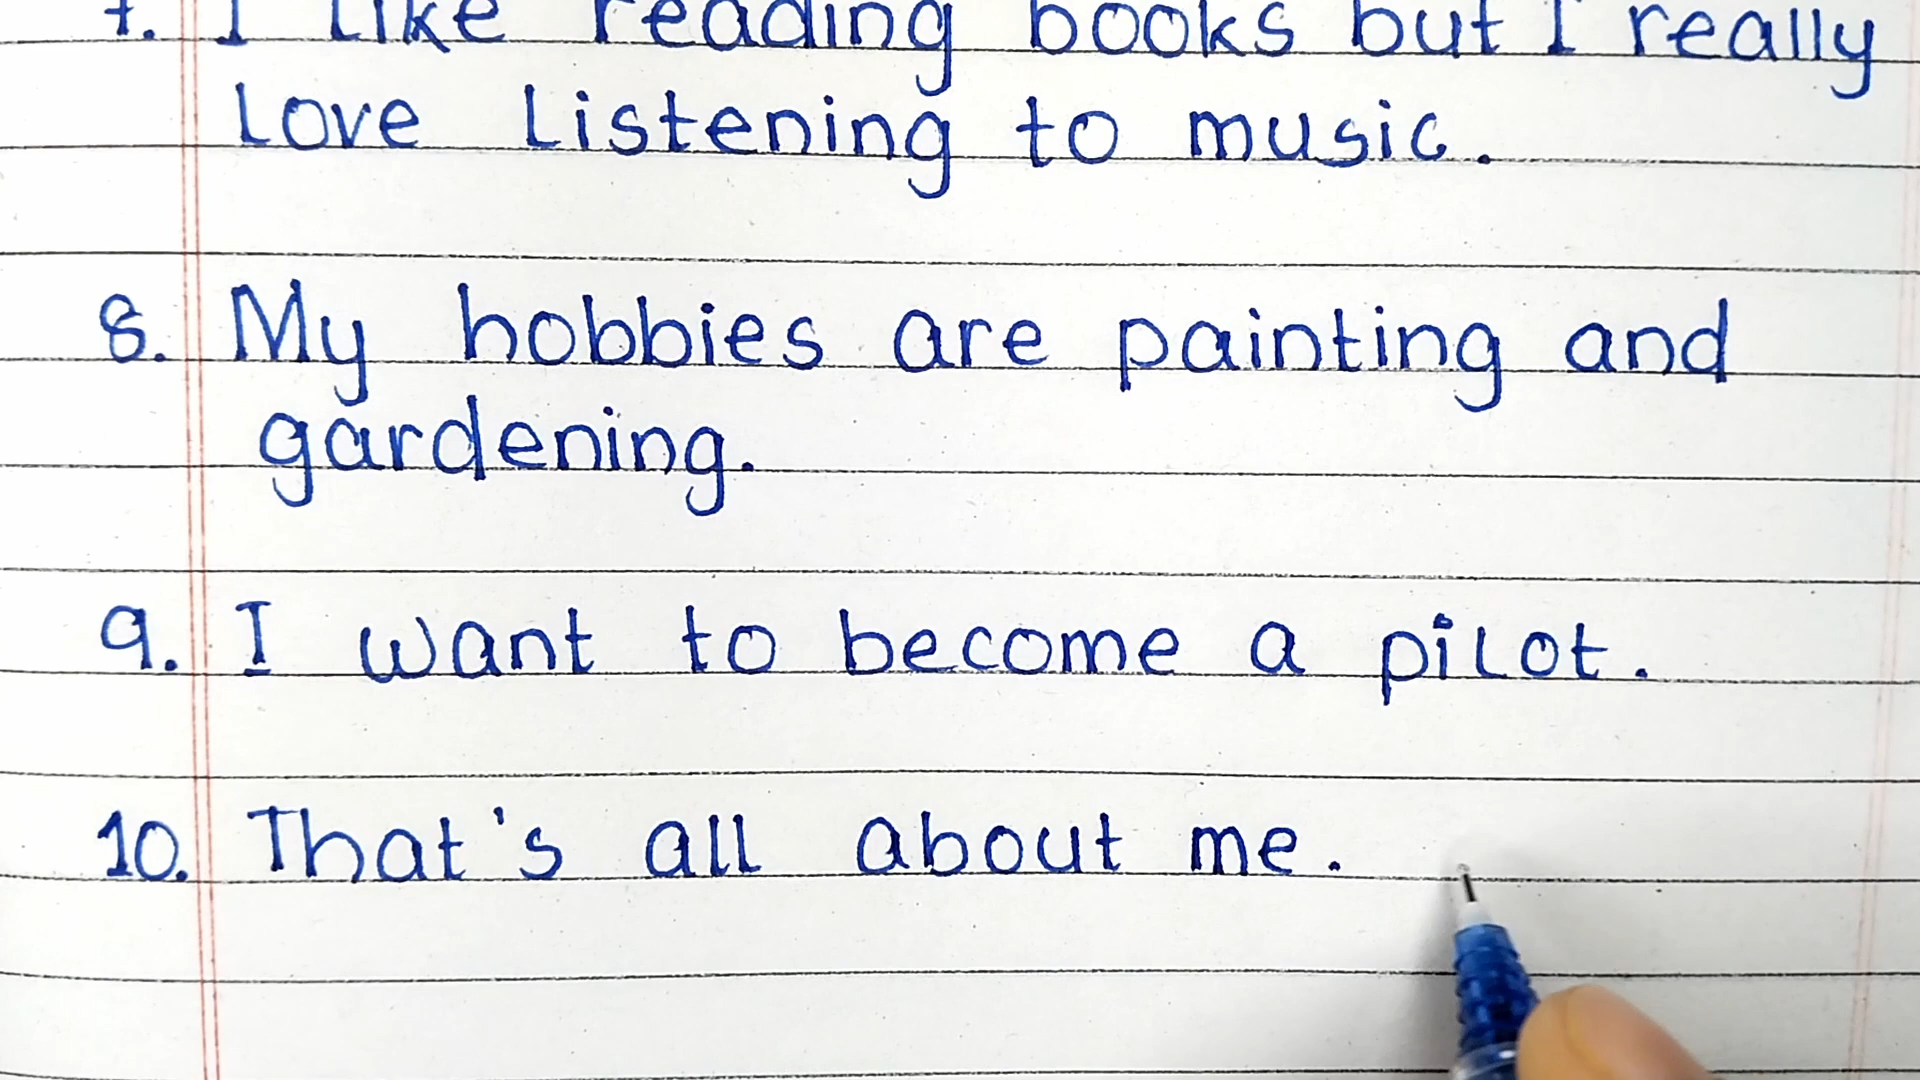 7. I like reading books but I really
love listening to music.
8. My hobbies are painting and
gardening.
9. I want to become a pilot.
10. That's all about me.